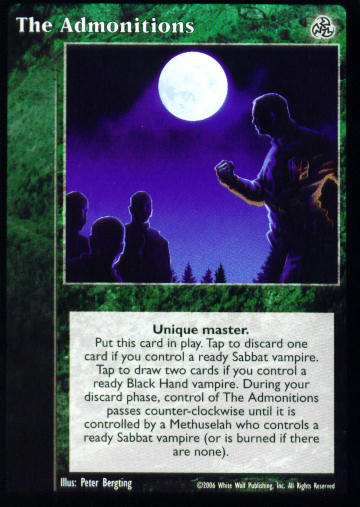 The Admonitions
Unique master.
Put this card in play. Tap to discard one
card if you control a ready Sabbat vampire.
Tap to draw two cards if you control a
ready Black Hand vampire. During your
discard phase, control of The Admonitions
passes counter-clockwise until it is
controlled by a Methuselah who controls a
ready Sabbat vampire (or is burned if there
are none).
Illus: Peter Bergting
©2006 White Wolf Publishing, Inc. All Rights Reserved